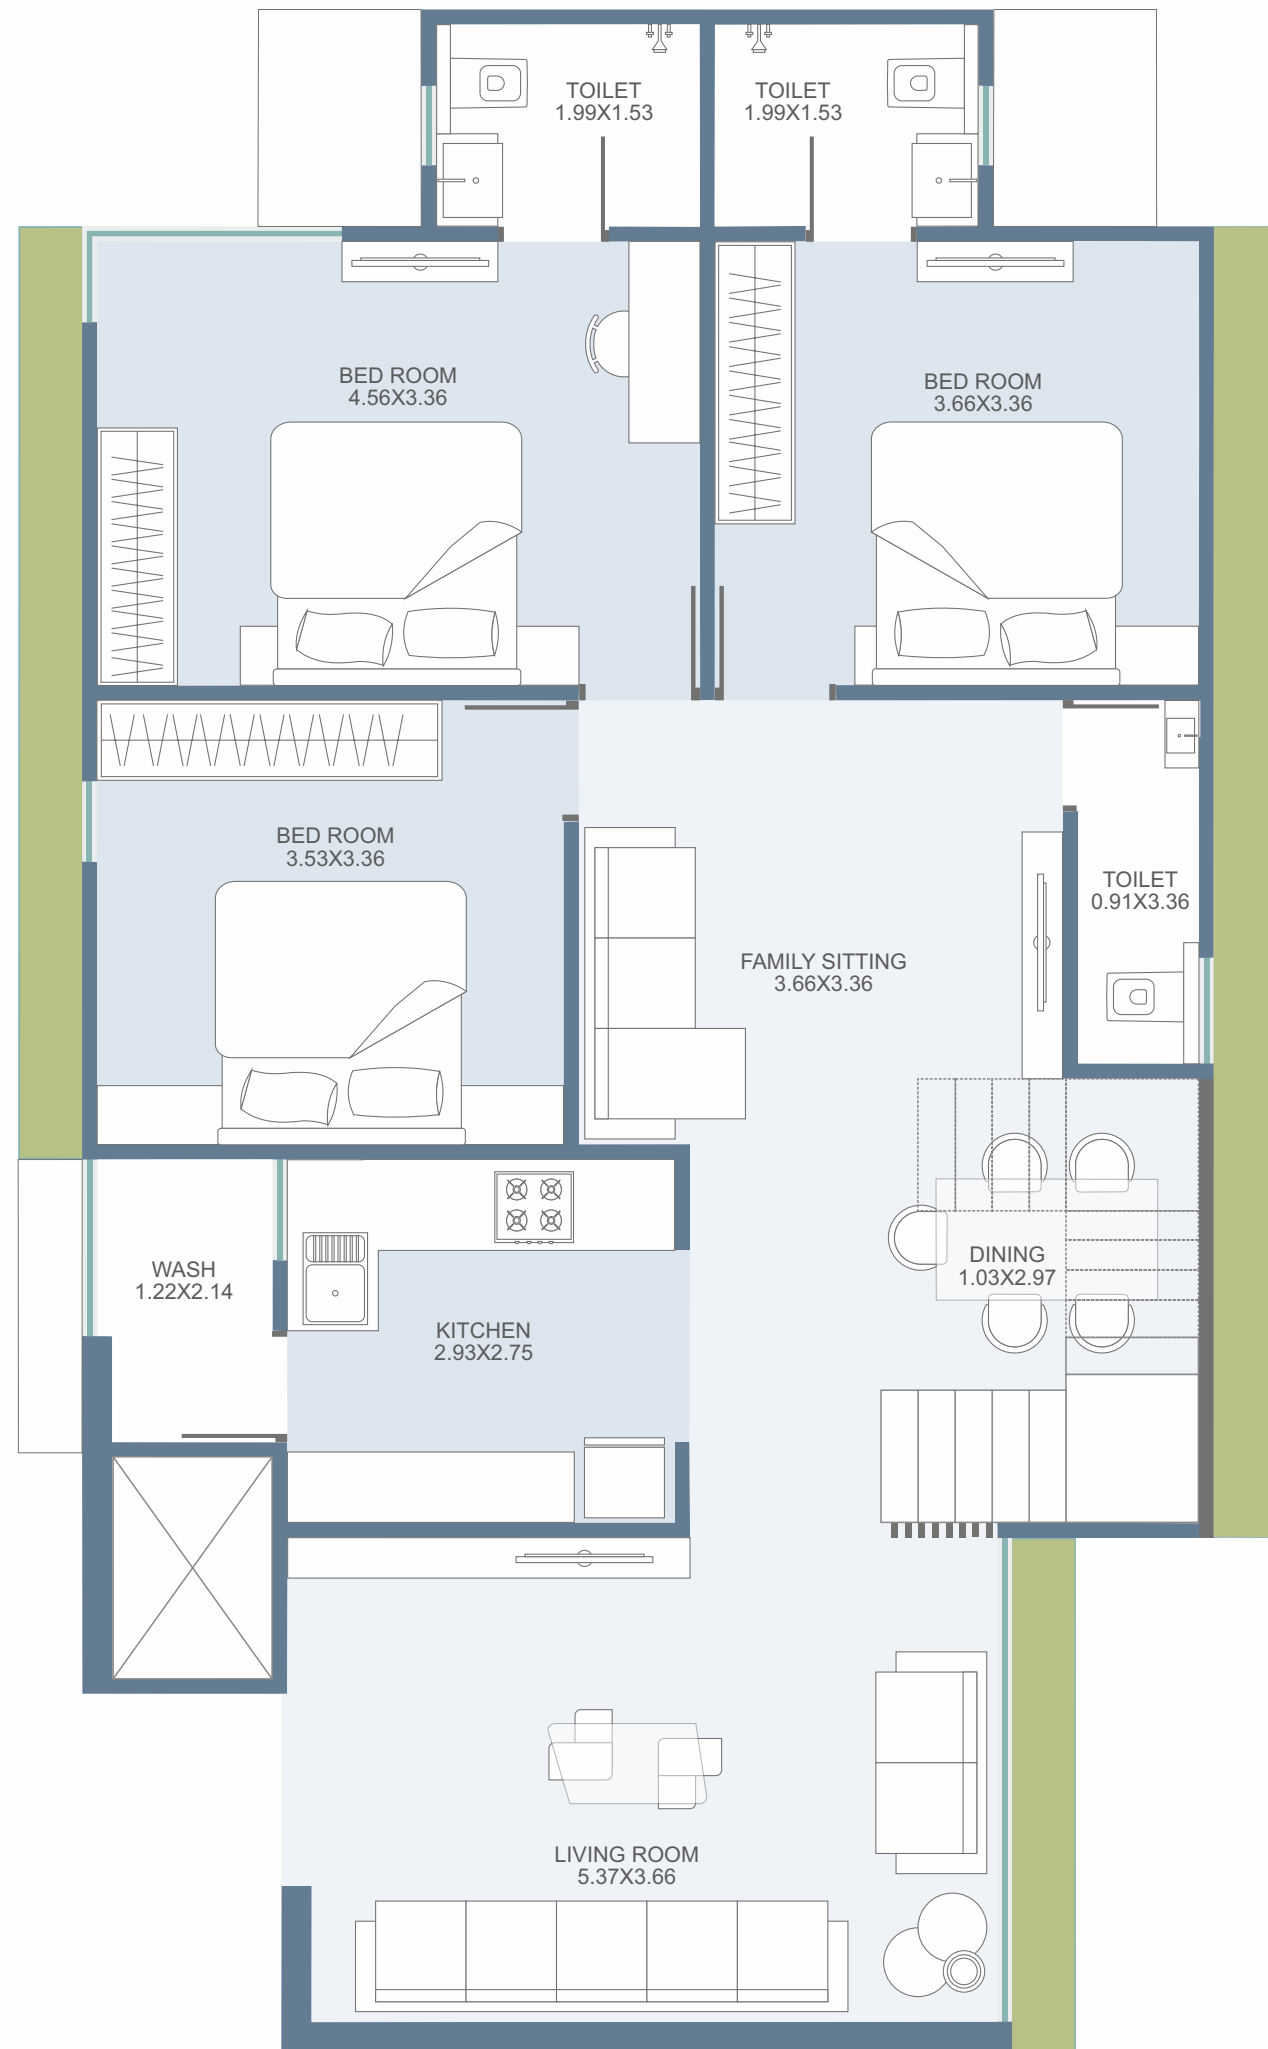 TOILET
1.99X1.53
TOILET
1.99X1.53
BED ROOM
4.56X3.36
BED ROOM
3.66X3.36
BED ROOM
3.53X3.36
TOILET
0.91X3.36
FAMILY SITTING
3.66X3.36
DINING
1.03X2.97
WASH
1.22X2.14
KITCHEN
2.93X2.75
LIVING ROOM
5.37X3.66